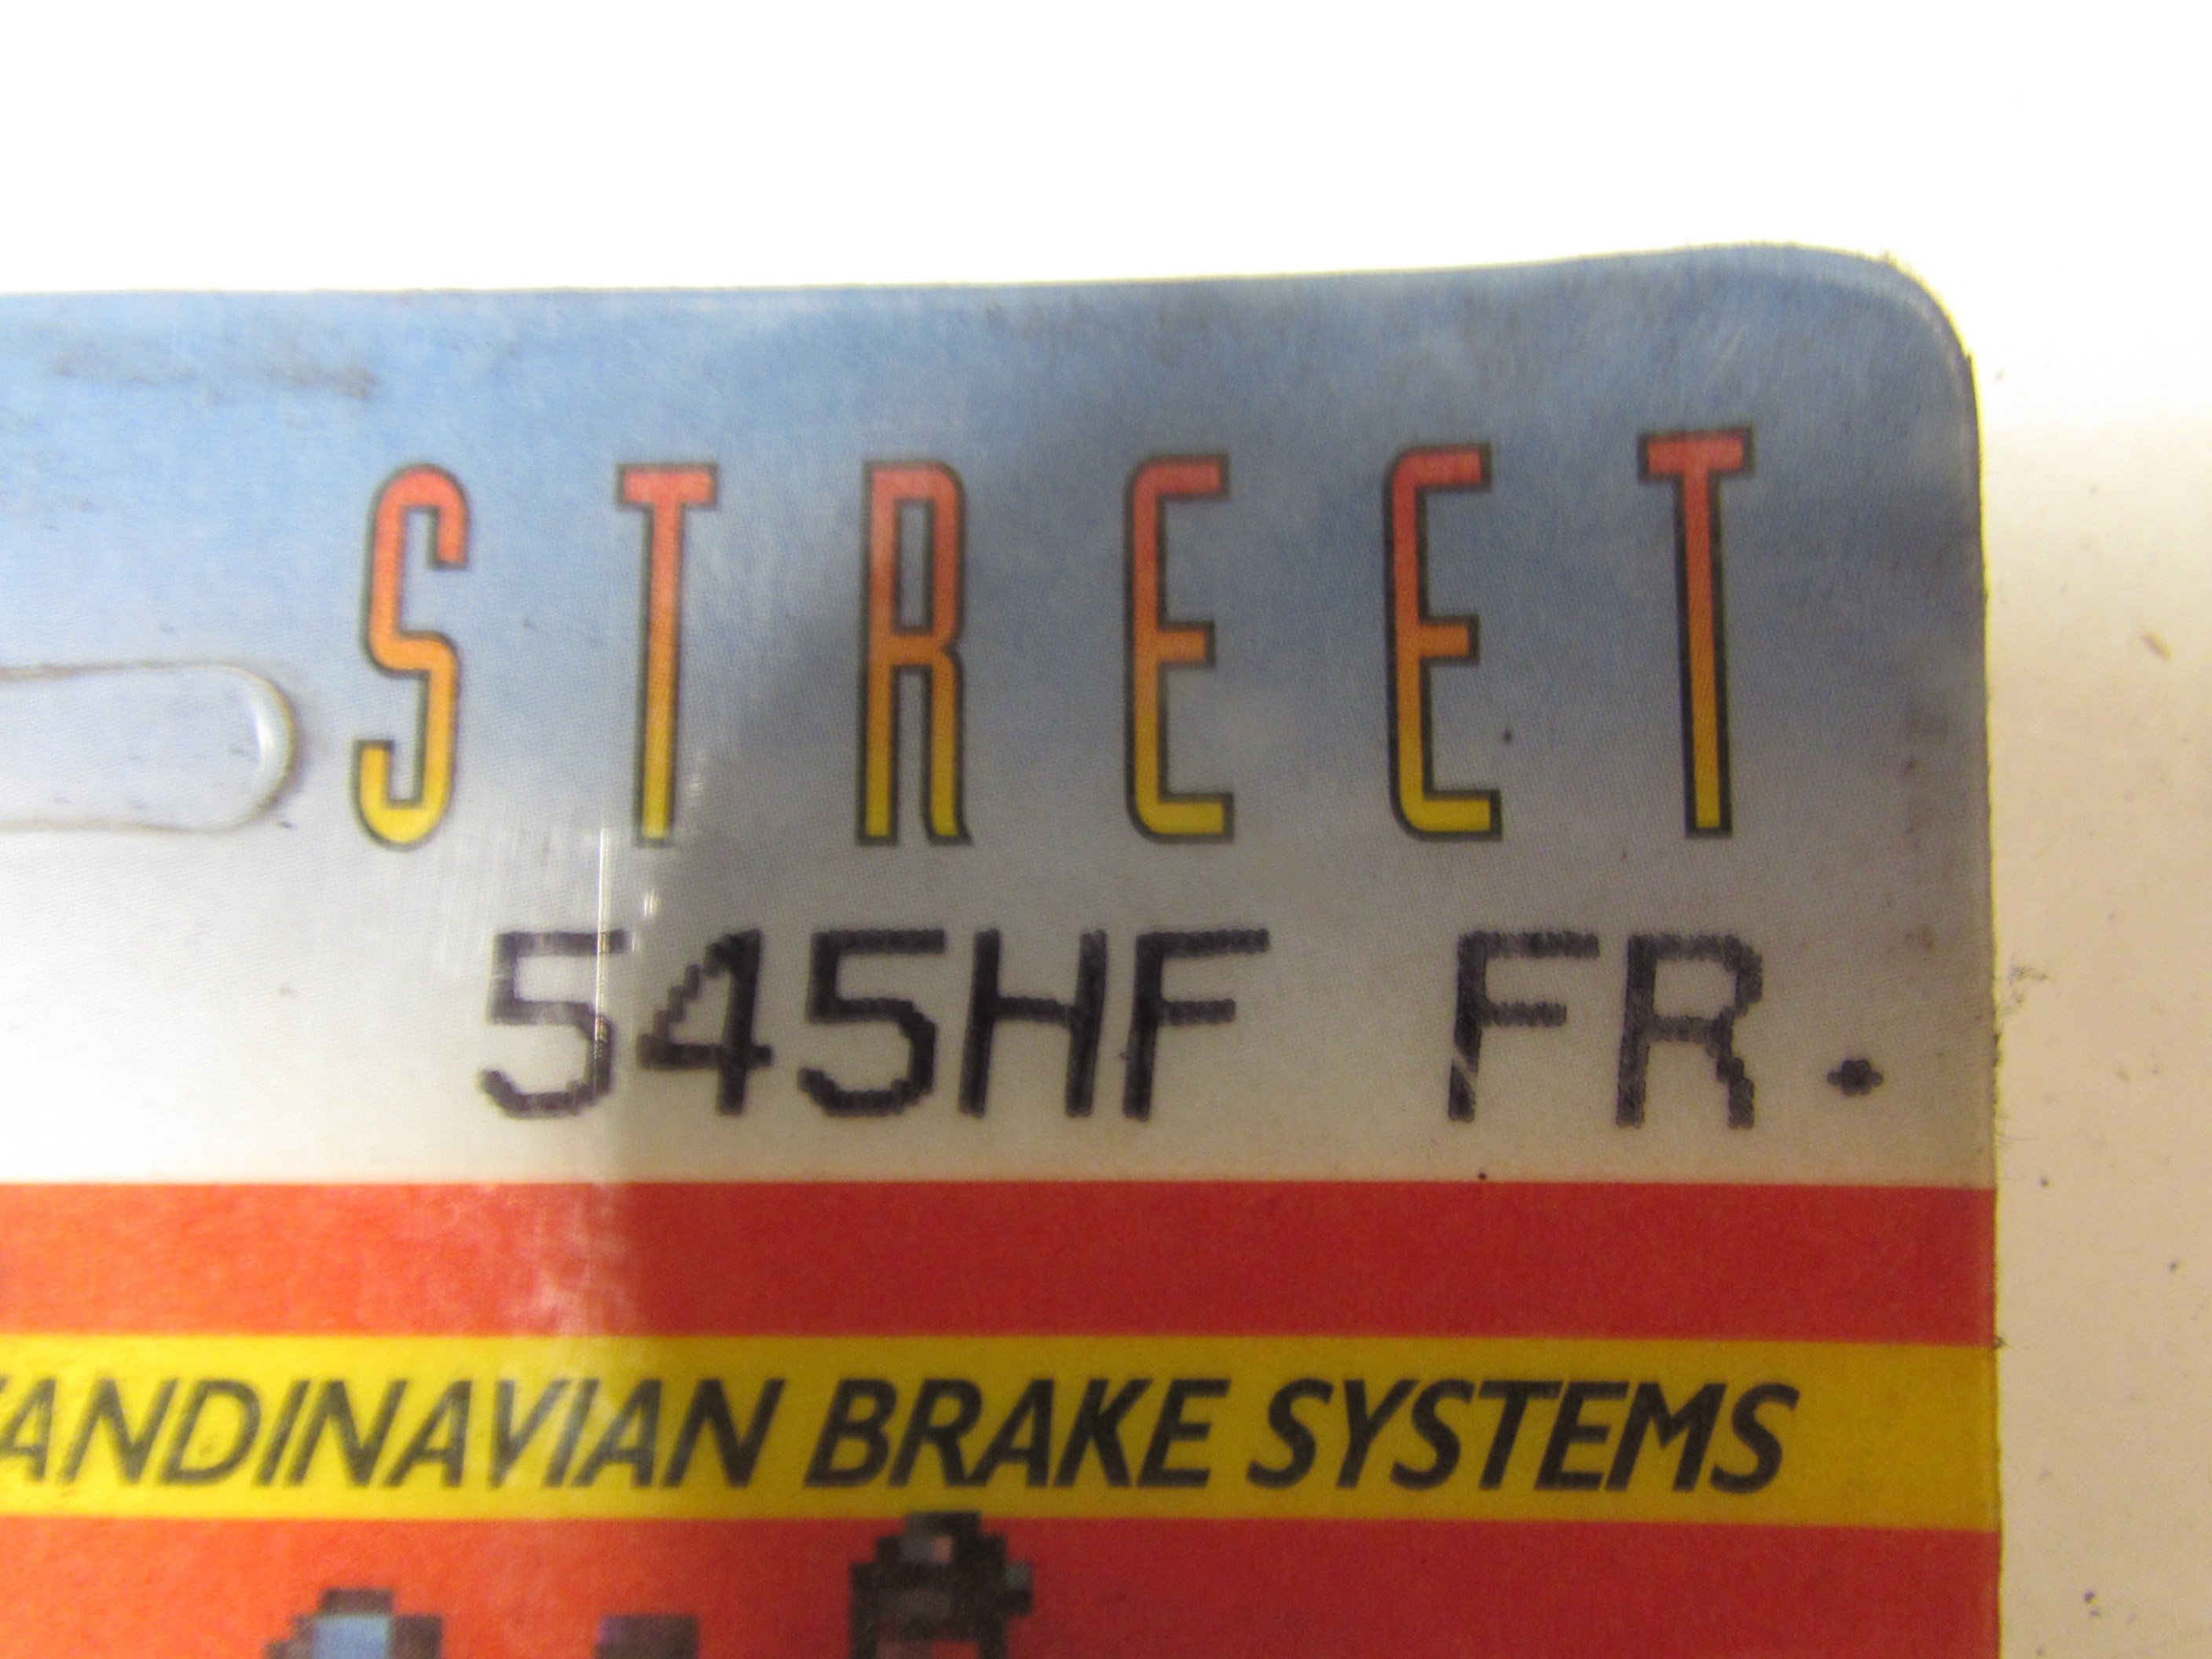 STREET
545HF FR.
ANDINAVIAN BRAKE SYSTEMS